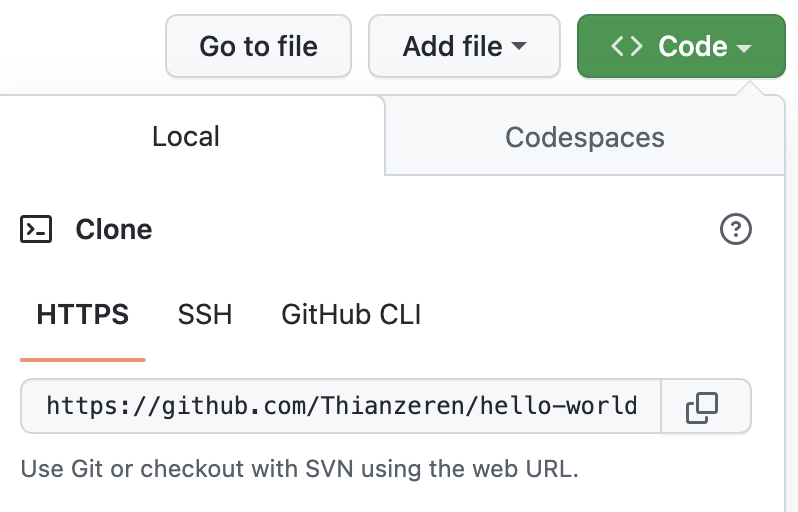 Go to file Add file <> Code
Local Codespaces
Clone
HTTPS SSH GitHub CLI
https://github.com/Thianzeren/hello-world
Use Git or checkout with SVN using the web URL.